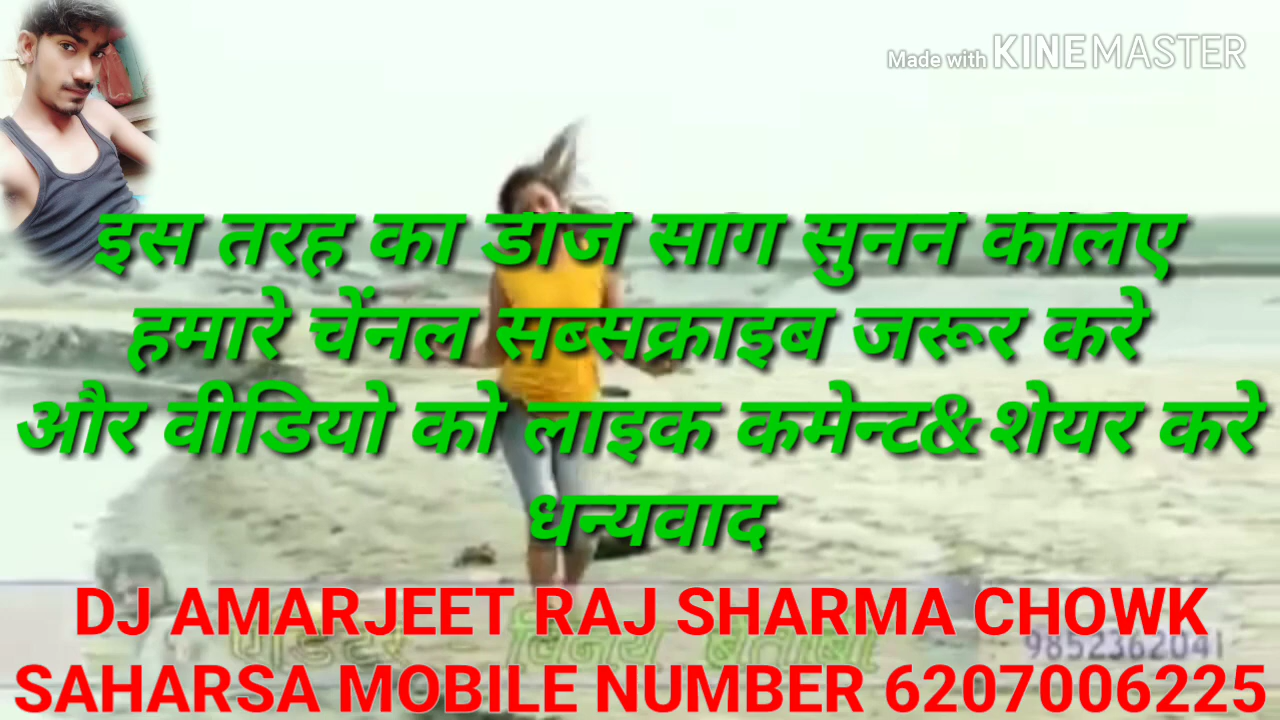 Made with KINEMASTER
इस तरह का डीजे सोंग सुनने केलिए
हमारे चेंनल सब्सक्राइब जरूर करे
और वीडियो को लाइक कमेन्ट&शेयर करे
धन्यवाद
DJ AMARJEET RAJ SHARMA CHOWK
9852362041
SAHARSA MOBILE NUMBER 6207006225